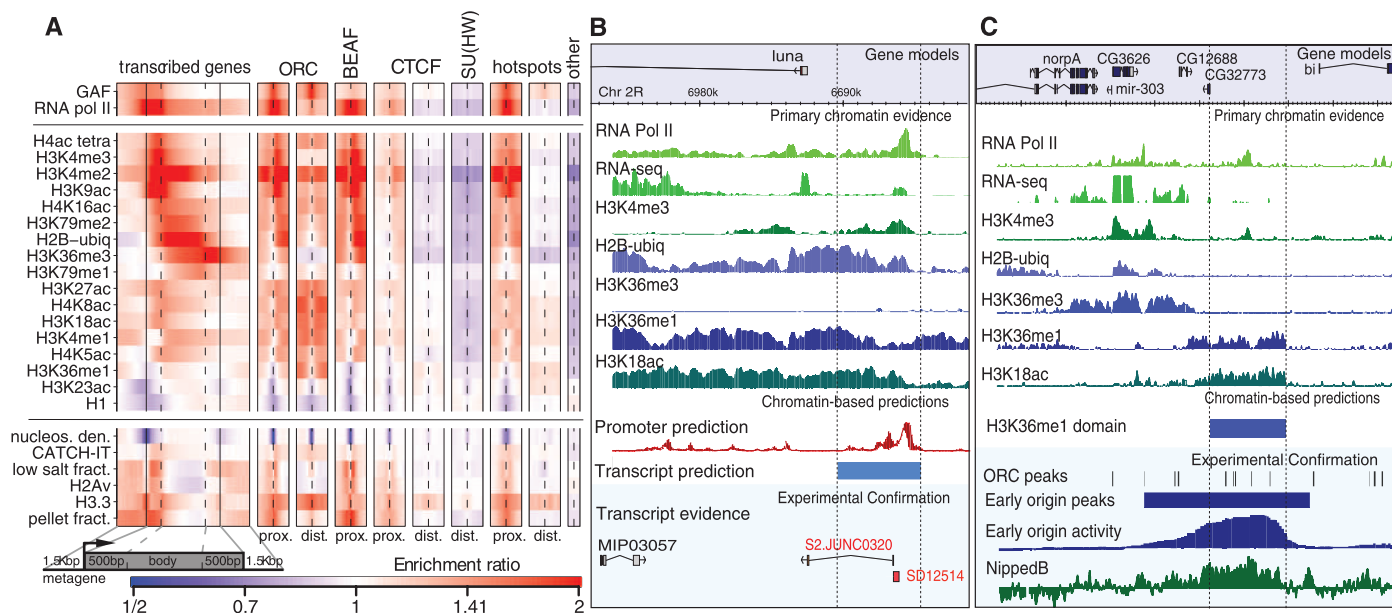 A
transcribed genes
ORC
BEAF
CTCF
SU(HW)
hotspots
other
GAF
RNA pol II
H4ac tetra
H3K4me3
H3K4me2
H3K9ac
H4K16ac
H3K79me2
H2B−ubiq
H3K36me3
H3K79me1
H3K27ac
H4K8ac
H3K18ac
H3K4me1
H4K5ac
H3K36me1
H3K23ac
H1
nucleos. den.
CATCH-IT
low salt fract.
H2Av
H3.3
pellet fract.
prox. dist. prox. prox. dist. dist. prox. dist.
1.5Kbp 500bp body 500bp 1.5Kbp
metagene
Enrichment ratio
1/2 0.7 1 1.41 2
B
luna
Gene models
Chr 2R 6980k 6690k
Primary chromatin evidence
RNA Pol II
RNA-seq
H3K4me3
H2B-ubiq
H3K36me3
H3K36me1
H3K18ac
Chromatin-based predictions
Promoter prediction
Transcript prediction
Experimental Confirmation
Transcript evidence
MIP03057
S2.JUNC0320
SD12514
C
norpA CG3626 CG12688 Gene models
CG32773 bi
mir-303
Primary chromatin evidence
RNA Pol II
RNA-seq
H3K4me3
H2B-ubiq
H3K36me3
H3K36me1
H3K18ac
Chromatin-based predictions
H3K36me1 domain
Experimental Confirmation
ORC peaks
Early origin peaks
Early origin activity
NippedB